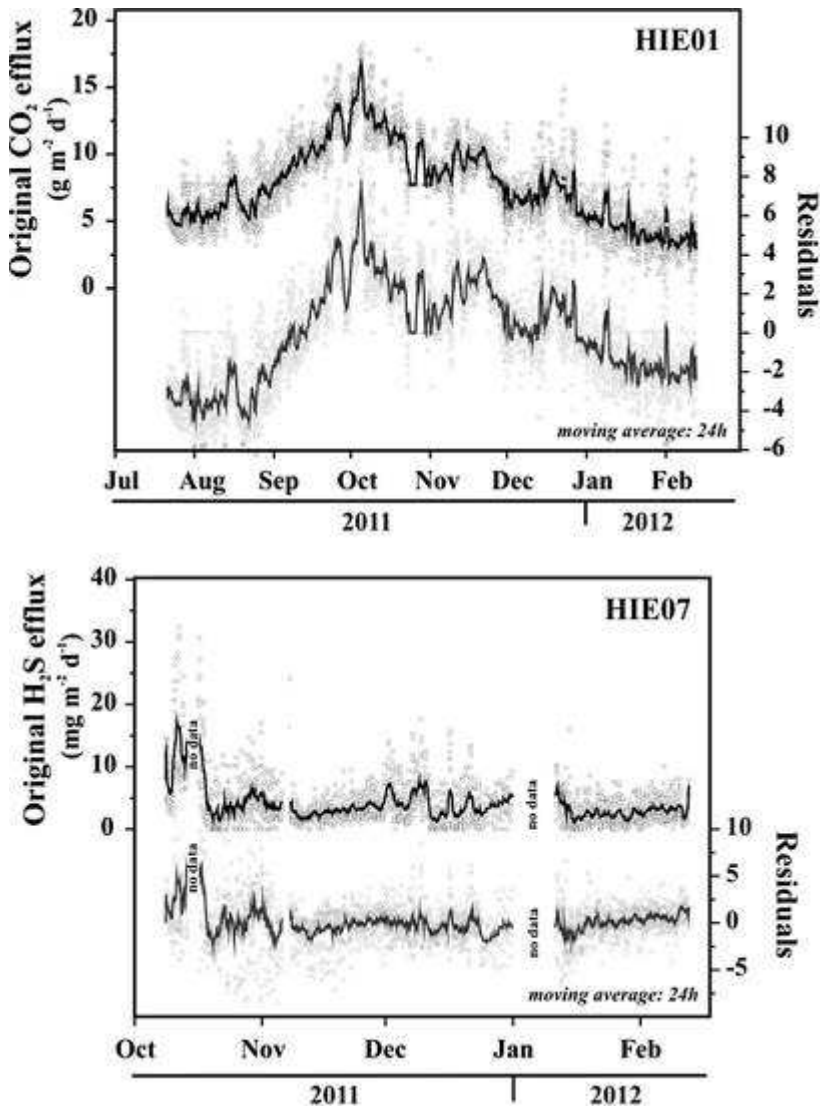 HIE01
Original CO2 efflux
(g m-2 d-1)
20
15
10
5
0
10
8
6
4
2
0
-2
-4
-6
Residuals
moving average: 24h
Jul Aug Sep Oct Nov Dec Jan Feb
2011 2012
HIE07
Original H2S efflux
(mg m-2 d-1)
40
30
20
10
0
no data
no data
no data
no data
10
5
0
-5
Residuals
moving average: 24h
Oct Nov Dec Jan Feb
2011 2012